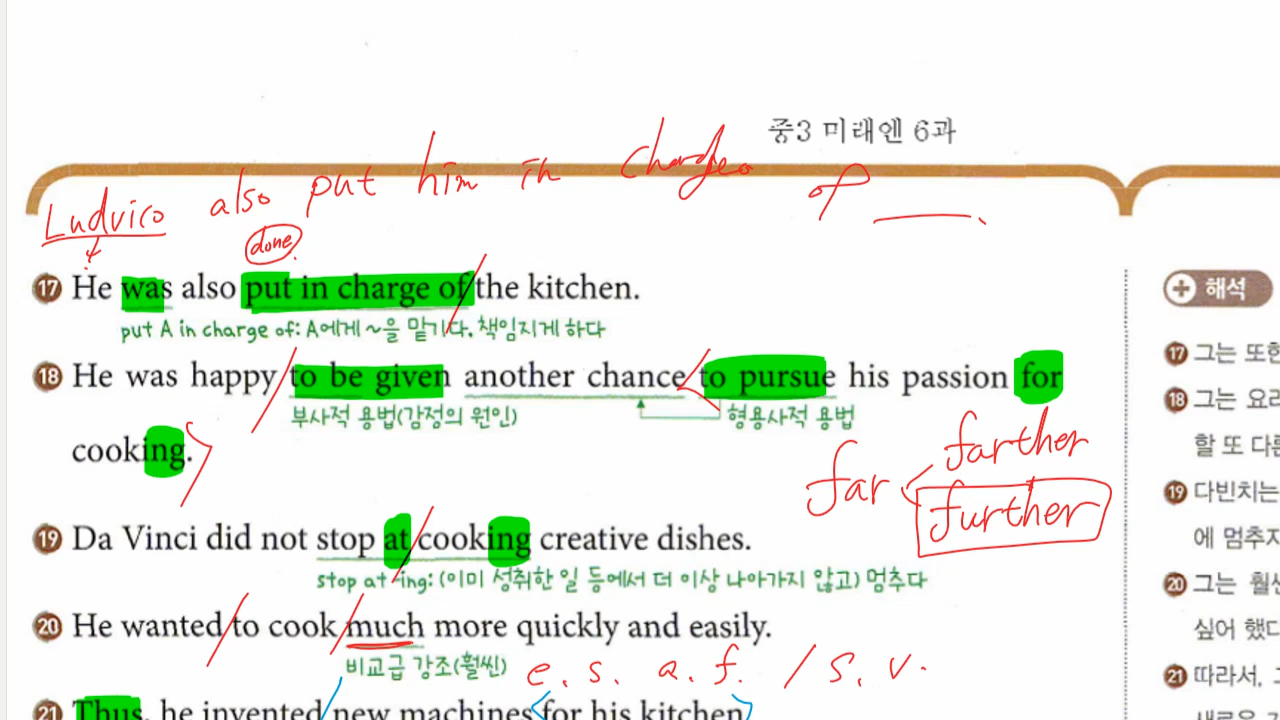 중3 미래엔 6과
Ludvico also put him in charge of
done
17 He was also put in charge of the kitchen.
put A in charge of: A에게 ~을 맡기다, 책임지게 하다
18 He was happy to be given another chance to pursue his passion for
부사적 용법(감정의 원인)
형용사적 용법
cooking.
far
farther
further
19 Da Vinci did not stop at cooking creative dishes.
stop at -ing: (이미 성취한 일 등에서 더 이상 나아가지 않고) 멈추다
20 He wanted to cook much more quickly and easily.
비교급 강조(훨씬)
e. s. a. f. / s. v.
21 Thus, he invented new machines for his kitchen
해석
17 그는 또한
18 그는 요리
할 또 다른
19 다빈치는
에 멈추지
20 그는 훨씬
싶어 했다
21 따라서, 그